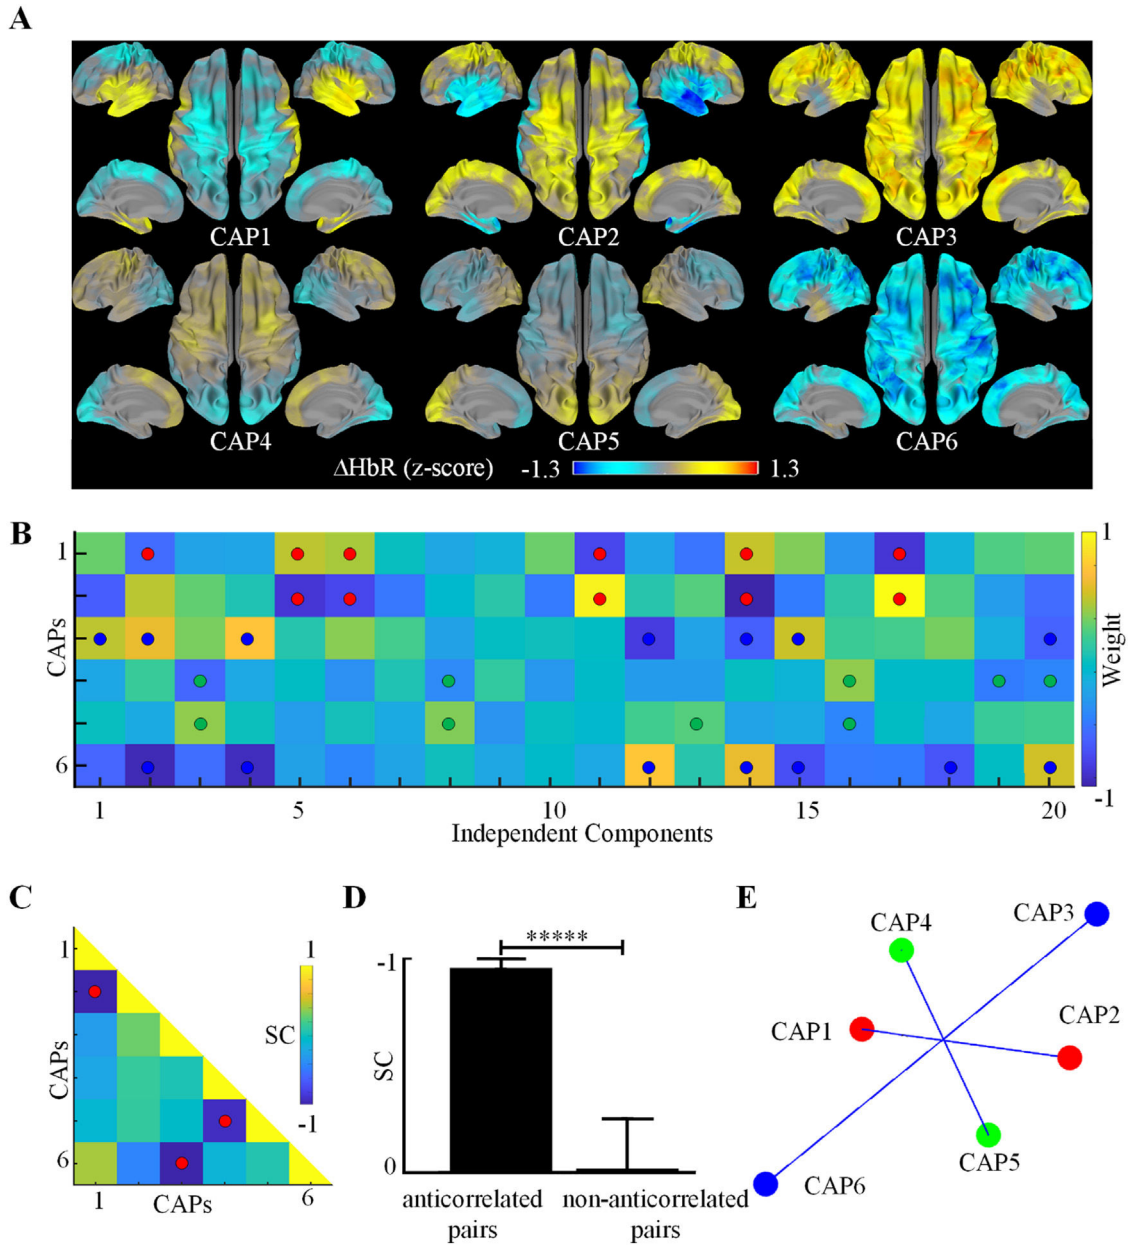 A
CAP1 CAP2 CAP3
CAP4 CAP5 CAP6
ΔHbR (z-score) -1.3 1.3
B
1
6
CAPs
1 5 10 15 20
Independent Components
1
-1
Weight
C
1
6
CAPs
1 6
CAPs
1
SC
-1
D
*****
-1
0
SC
anticorrelated pairs
non-anticorrelated pairs
E
CAP3
CAP4
CAP2
CAP1
CAP5
CAP6